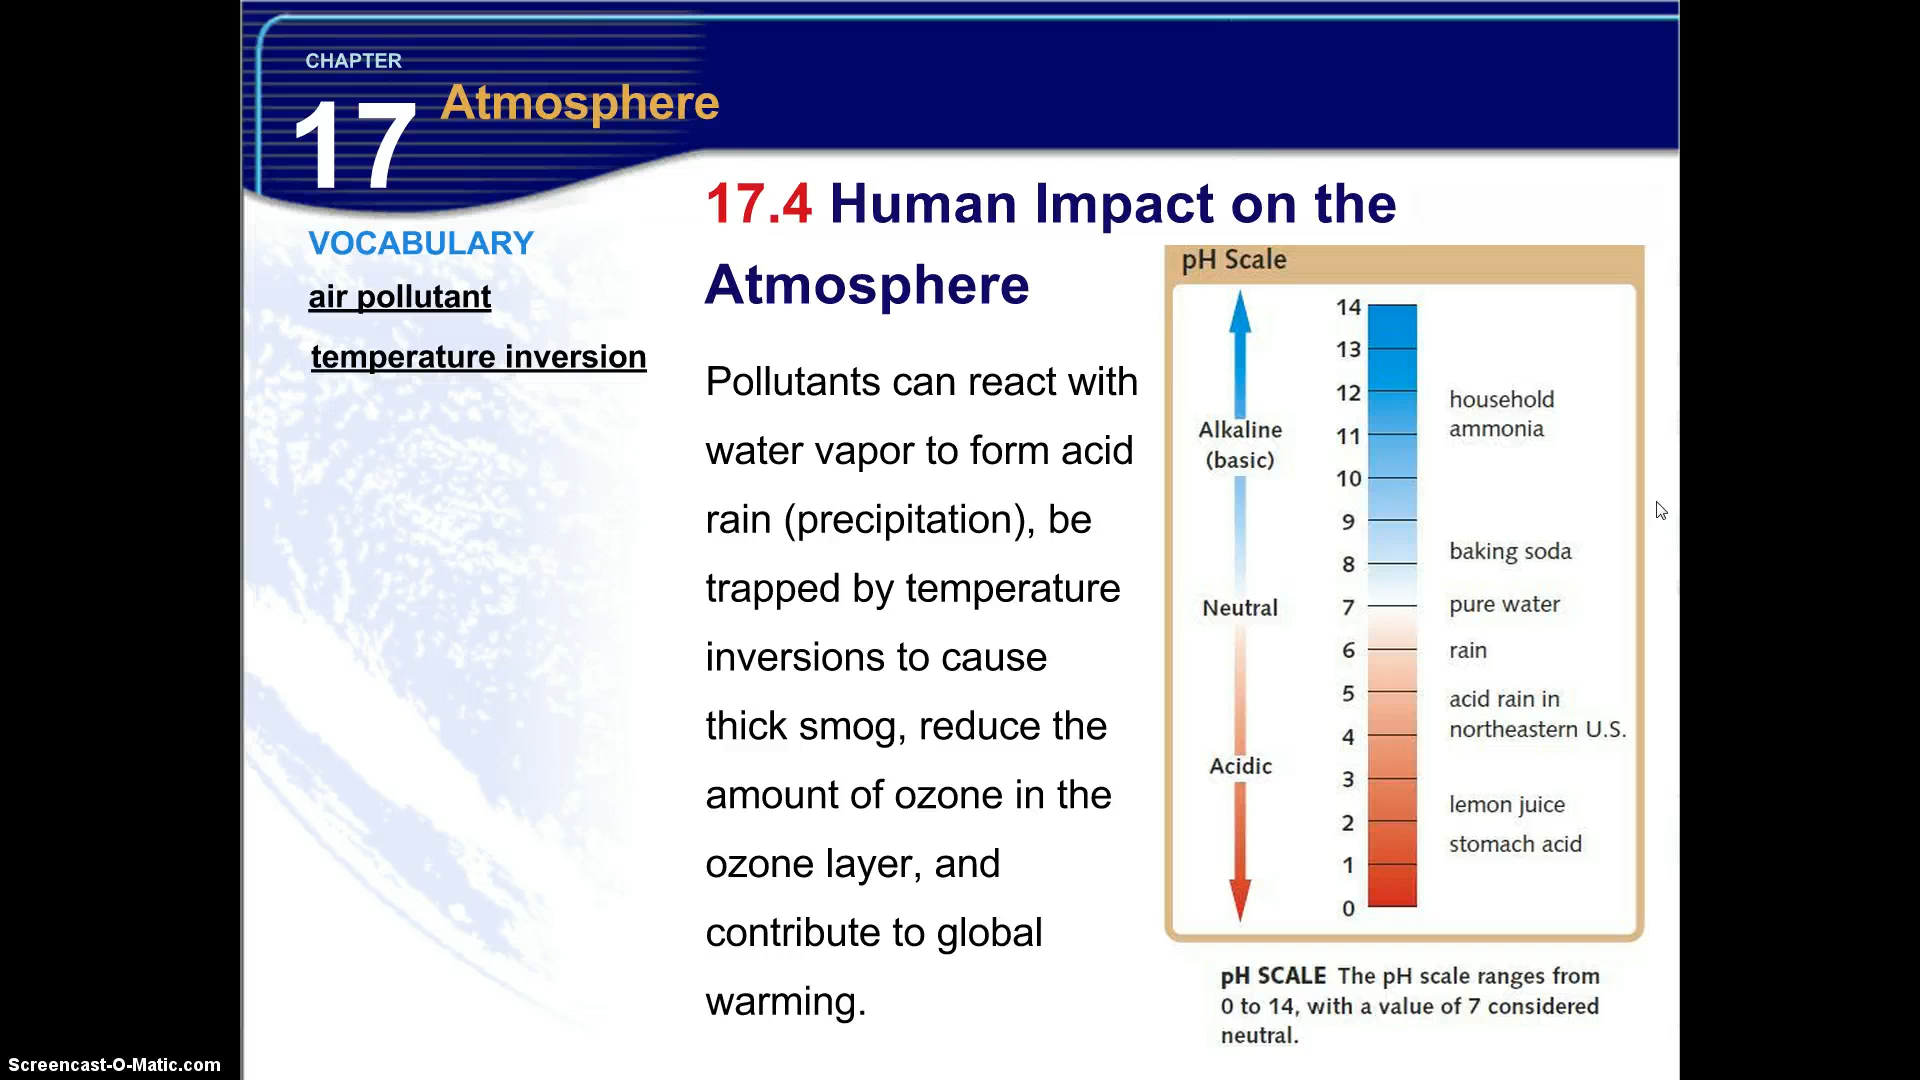 CHAPTER
17
Atmosphere
VOCABULARY
air pollutant
temperature inversion
17.4 Human Impact on the
Atmosphere
Pollutants can react with
water vapor to form acid
rain (precipitation), be
trapped by temperature
inversions to cause
thick smog, reduce the
amount of ozone in the
ozone layer, and
contribute to global
warming.
pH Scale
Alkaline
(basic)
Neutral
Acidic
14
13
12
11
10
9
8
7
6
5
4
3
2
1
0
household
ammonia
baking soda
pure water
rain
acid rain in
northeastern U.S.
lemon juice
stomach acid
pH SCALE The pH scale ranges from
0 to 14, with a value of 7 considered
neutral.
Screencast-O-Matic.com